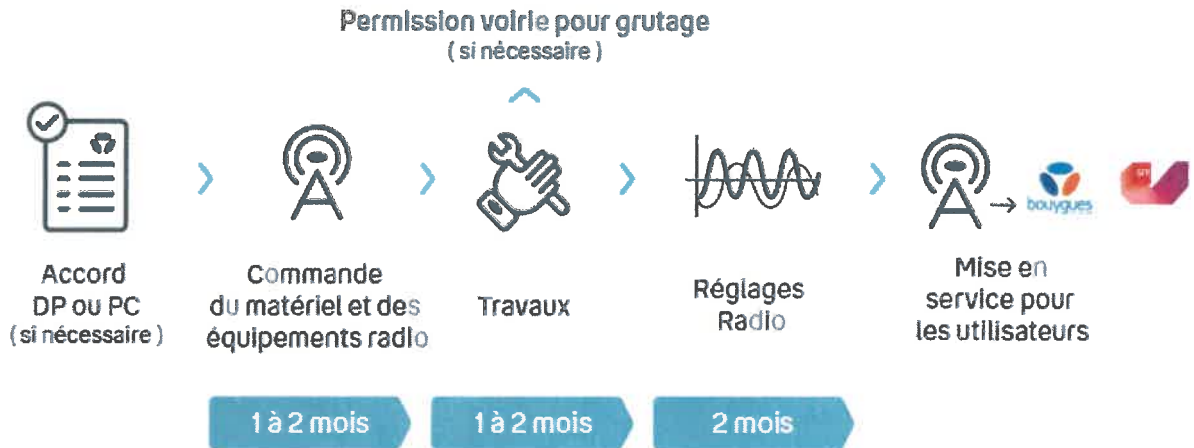 Permission voirie pour grutage
( si nécessaire )
Accord
DP ou PC
( si nécessaire )
Commande
du matériel et des
équipements radio
Travaux
Réglages
Radio
bouygues
SFR
Mise en
service pour
les utilisateurs
1 à 2 mois
1 à 2 mois
2 mois